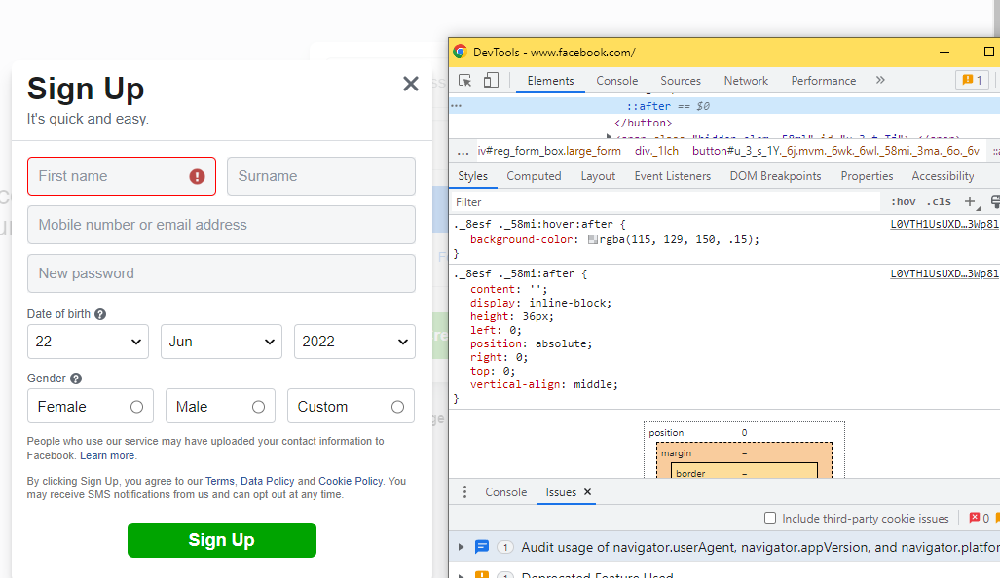 Sign Up
It's quick and easy.
First name
Surname
Mobile number or email address
New password
Date of birth
22
Jun
2022
Gender
Female
Male
Custom
People who use our service may have uploaded your contact information to
Facebook. Learn more.
By clicking Sign Up, you agree to our Terms, Data Policy and Cookie Policy. You
may receive SMS notifications from us and can opt out at any time.
Sign Up
DevTools - www.facebook.com/
Elements Console Sources Network Performance » 1
... ::after == $0
</button>
... iv#reg_form_box.large_form div._1lch button#u_3_s_1Y._6j.mvm._6wk._6wl._58mi._3ma._6o._6v ::a
Styles Computed Layout Event Listeners DOM Breakpoints Properties Accessibility
Filter :hov .cls +
._8esf ._58mi:hover:after { L0VTH1UsUXD…3Wp8l
background-color: rgba(115, 129, 150, .15);
}
._8esf ._58mi:after { L0VTH1UsUXD…3Wp8l
content: '';
display: inline-block;
height: 36px;
left: 0;
position: absolute;
right: 0;
top: 0;
vertical-align: middle;
}
position 0
margin –
border –
Console Issues ×
Include third-party cookie issues 0
1 Audit usage of navigator.userAgent, navigator.appVersion, and navigator.platfor
1 Deprecated Feature Used